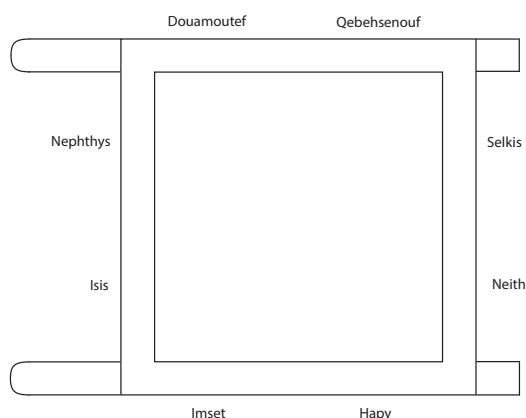 Douamoutef Qebehsenouf
Nephthys Selkis
Isis Neith
Imset Hapy